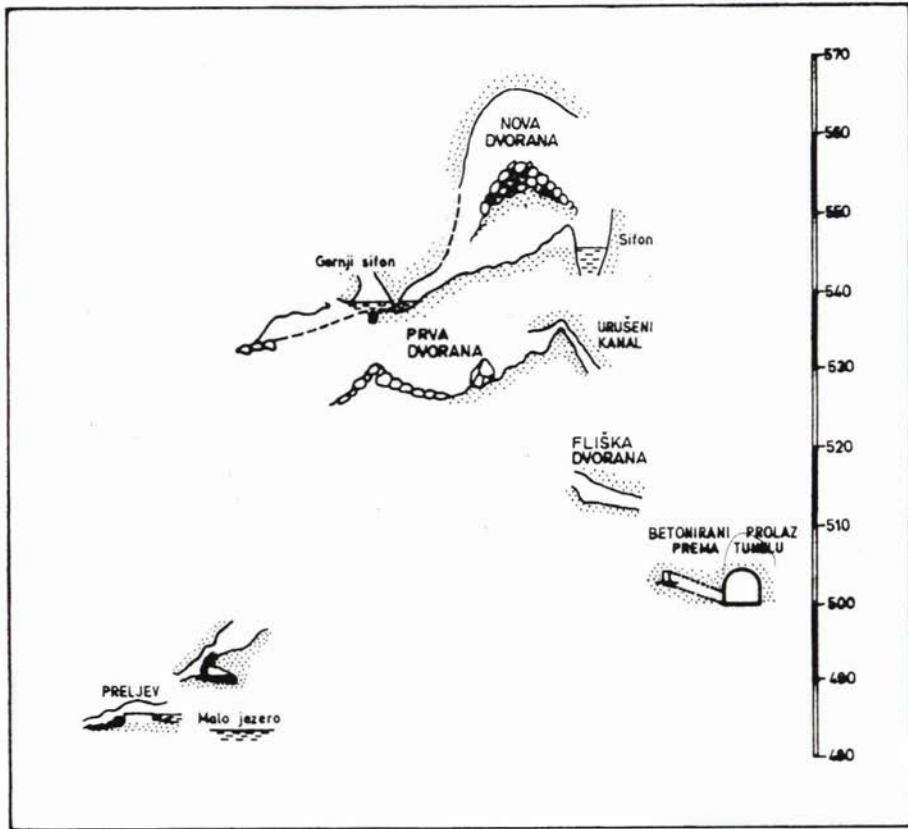 570
560
NOVA
DVORANA
550
Sifon
Gornji sifon
540
PRVA
DVORANA
URUŠENI
KANAL
530
520
FLIŠKA
DVORANA
510
BETONIRANI PROLAZ
PREMA TUNELU
500
490
PRELJEV
Malo jezero
480